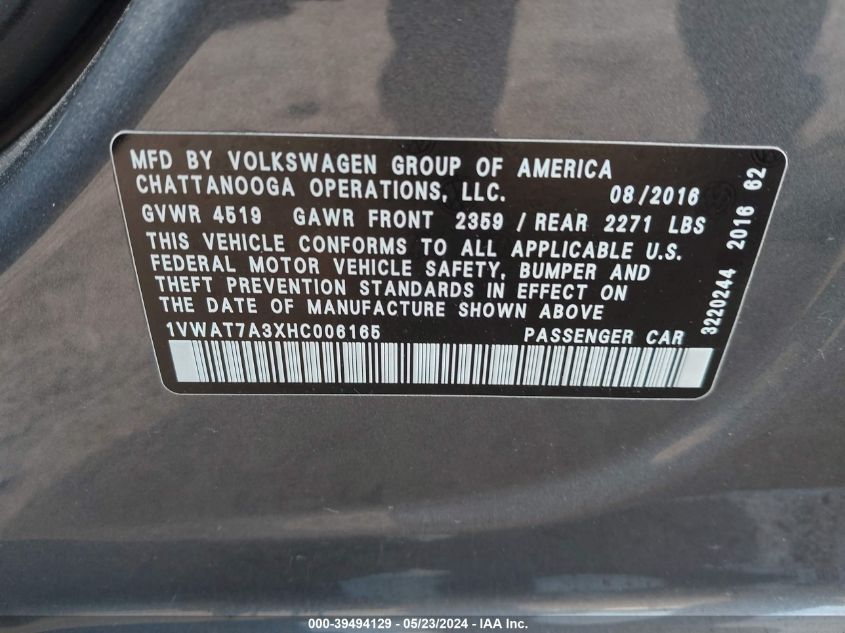 MFD BY VOLKSWAGEN GROUP OF AMERICA
CHATTANOOGA OPERATIONS, LLC. 08/2016
GVWR 4519 GAWR FRONT 2359 / REAR 2271 LBS
THIS VEHICLE CONFORMS TO ALL APPLICABLE U.S.
FEDERAL MOTOR VEHICLE SAFETY, BUMPER AND
THEFT PREVENTION STANDARDS IN EFFECT ON
THE DATE OF MANUFACTURE SHOWN ABOVE
1VWAT7A3XHC006165 PASSENGER CAR
3220244 2016 62
000-39494129 - 05/23/2024 - IAA Inc.